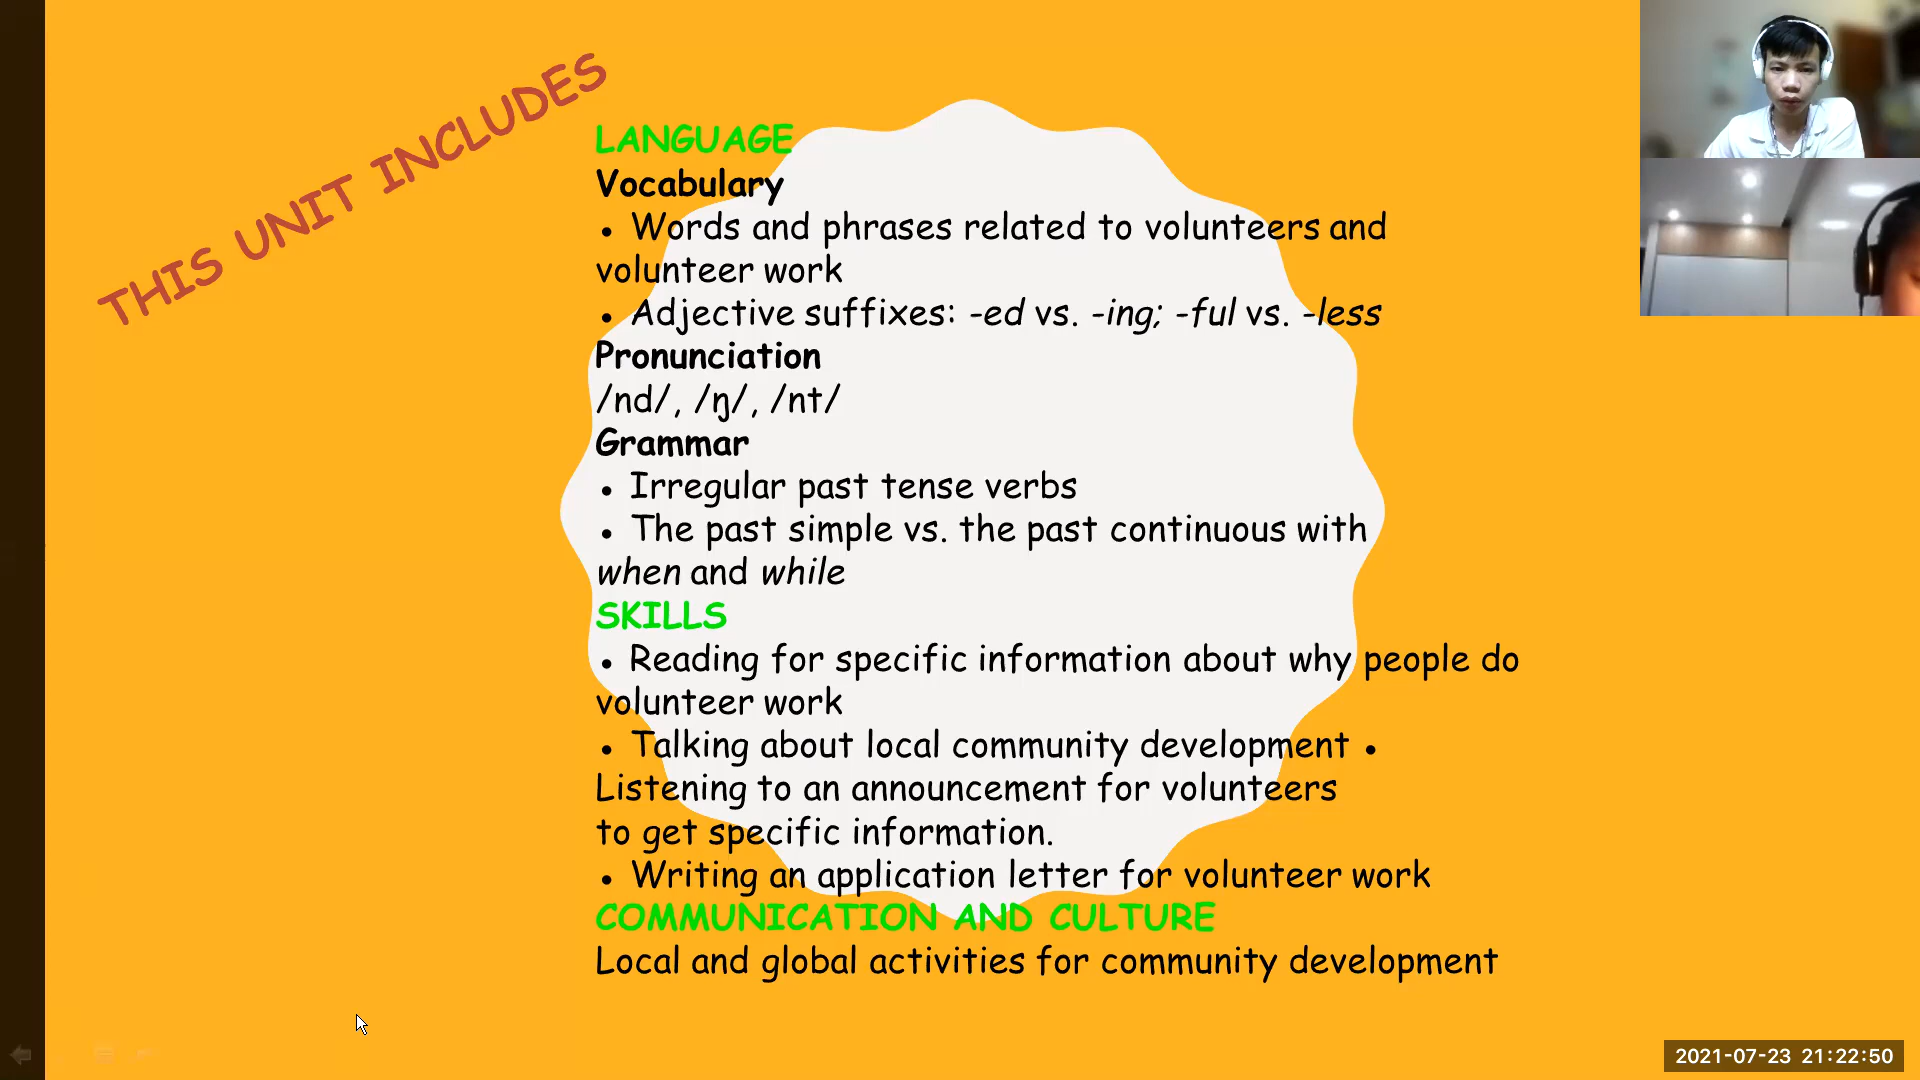 THIS UNIT INCLUDES
LANGUAGE
Vocabulary
• Words and phrases related to volunteers and
volunteer work
• Adjective suffixes: -ed vs. -ing; -ful vs. -less
Pronunciation
/nd/, /ŋ/, /nt/
Grammar
• Irregular past tense verbs
• The past simple vs. the past continuous with
when and while
SKILLS
• Reading for specific information about why people do
volunteer work
• Talking about local community development •
Listening to an announcement for volunteers
to get specific information.
• Writing an application letter for volunteer work
COMMUNICATION AND CULTURE
Local and global activities for community development
2021-07-23 21:22:50